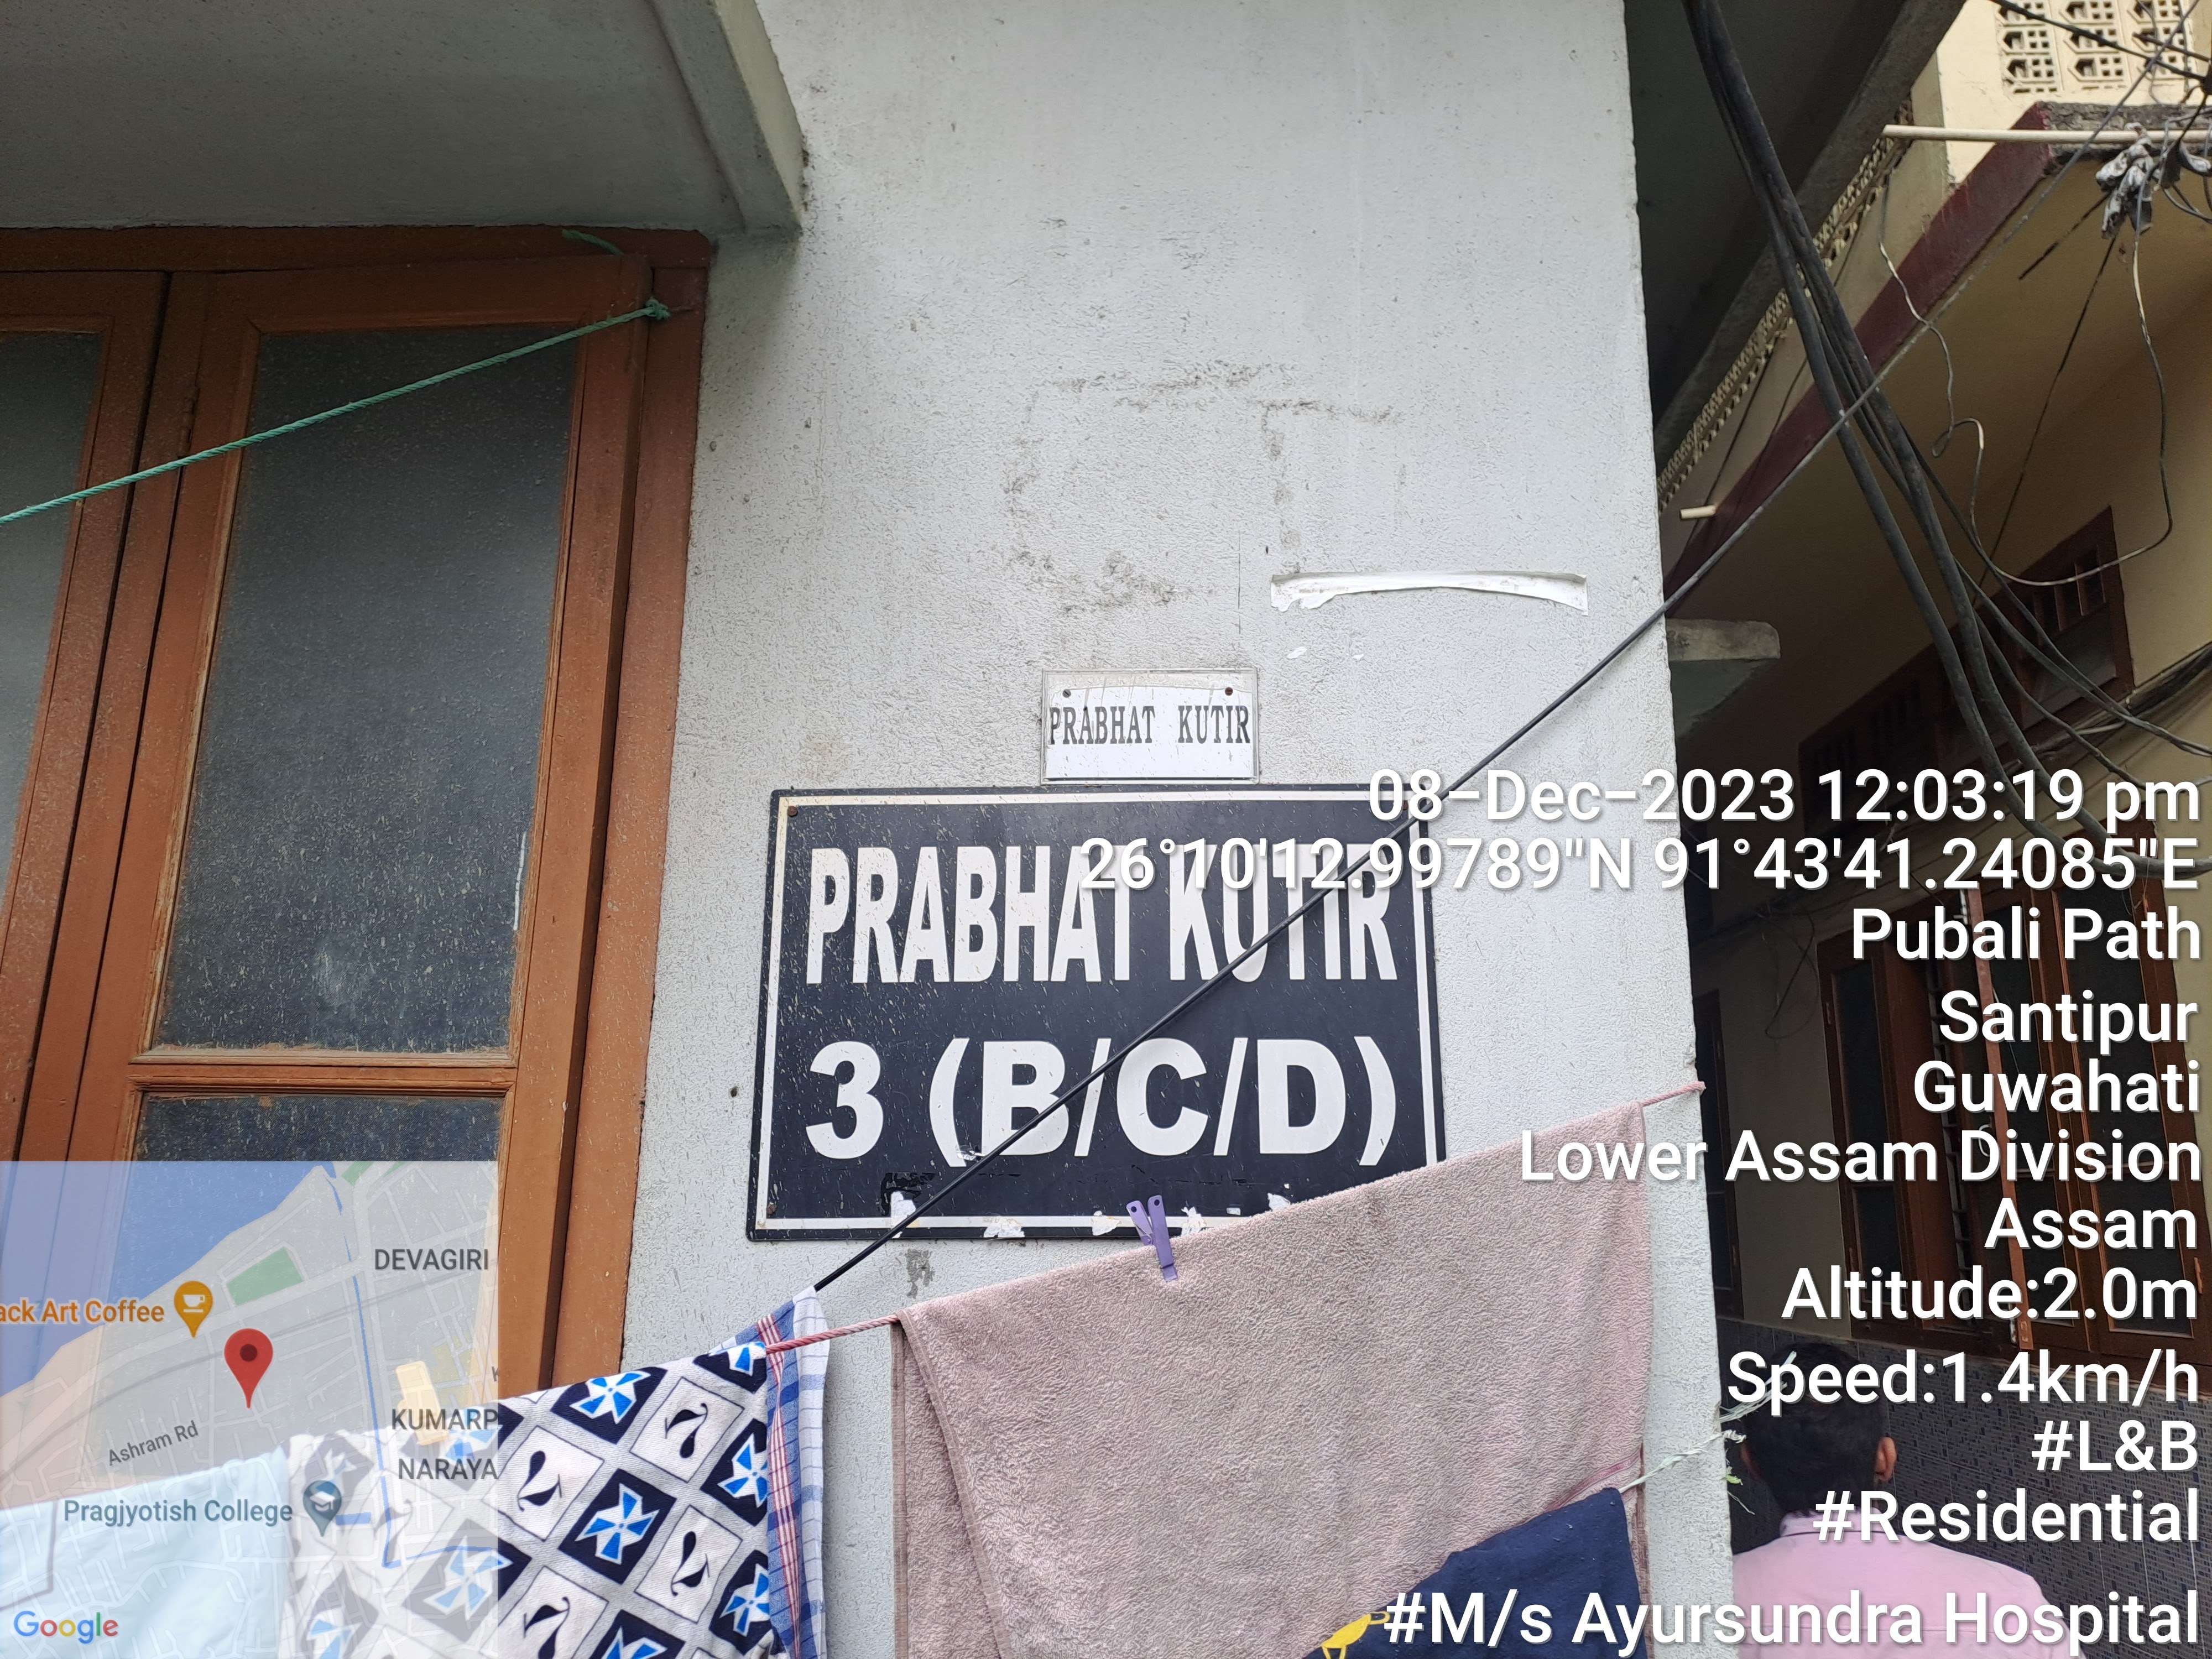 PRABHAT KUTIR
PRABHAT KUTIR
3 (B/C/D)
08-Dec-2023 12:03:19 pm
26°10'12.99789"N 91°43'41.24085"E
Pubali Path
Santipur
Guwahati
Lower Assam Division
Assam
Altitude:2.0m
Speed:1.4km/h
#L&B
#Residential
#M/s Ayursundra Hospital
DEVAGIRI
ack Art Coffee
KUMARP
NARAYA
Ashram Rd
Pragjyotish College
Google